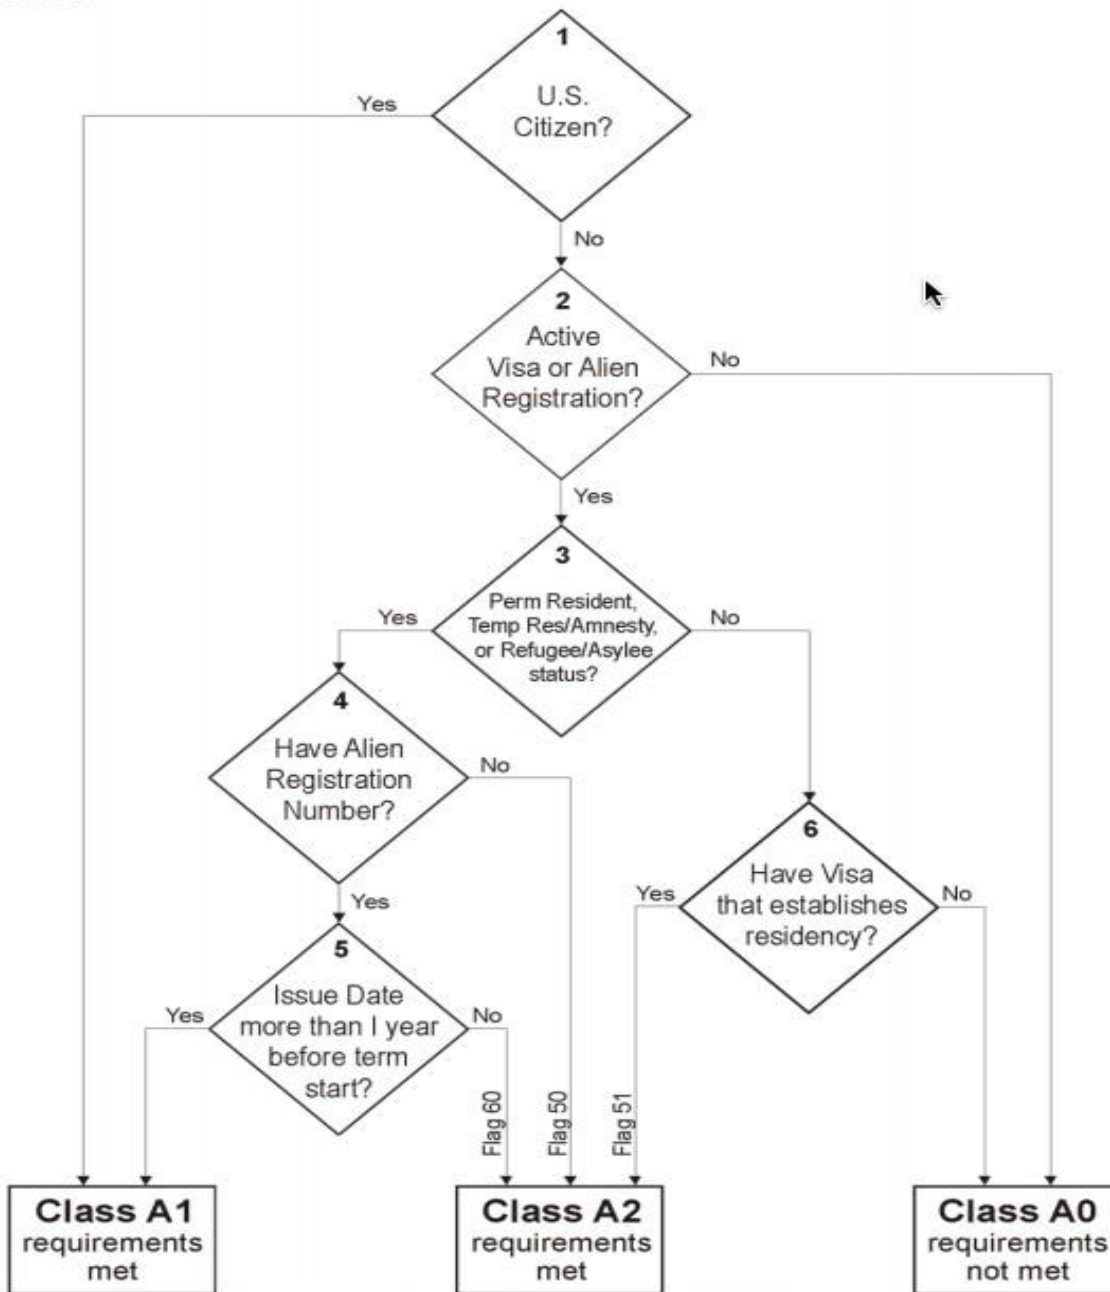 1
U.S.
Citizen?
Yes
No
2
Active
Visa or Alien
Registration?
No
Yes
3
Perm Resident,
Temp Res/Amnesty,
or Refugee/Asylee
status?
Yes
No
4
Have Alien
Registration
Number?
No
Yes
6
Have Visa
that establishes
residency?
Yes
No
5
Issue Date
more than I year
before term
start?
Yes
No
Flag 60
Flag 50
Flag 51
Class A1
requirements
met
Class A2
requirements
met
Class A0
requirements
not met